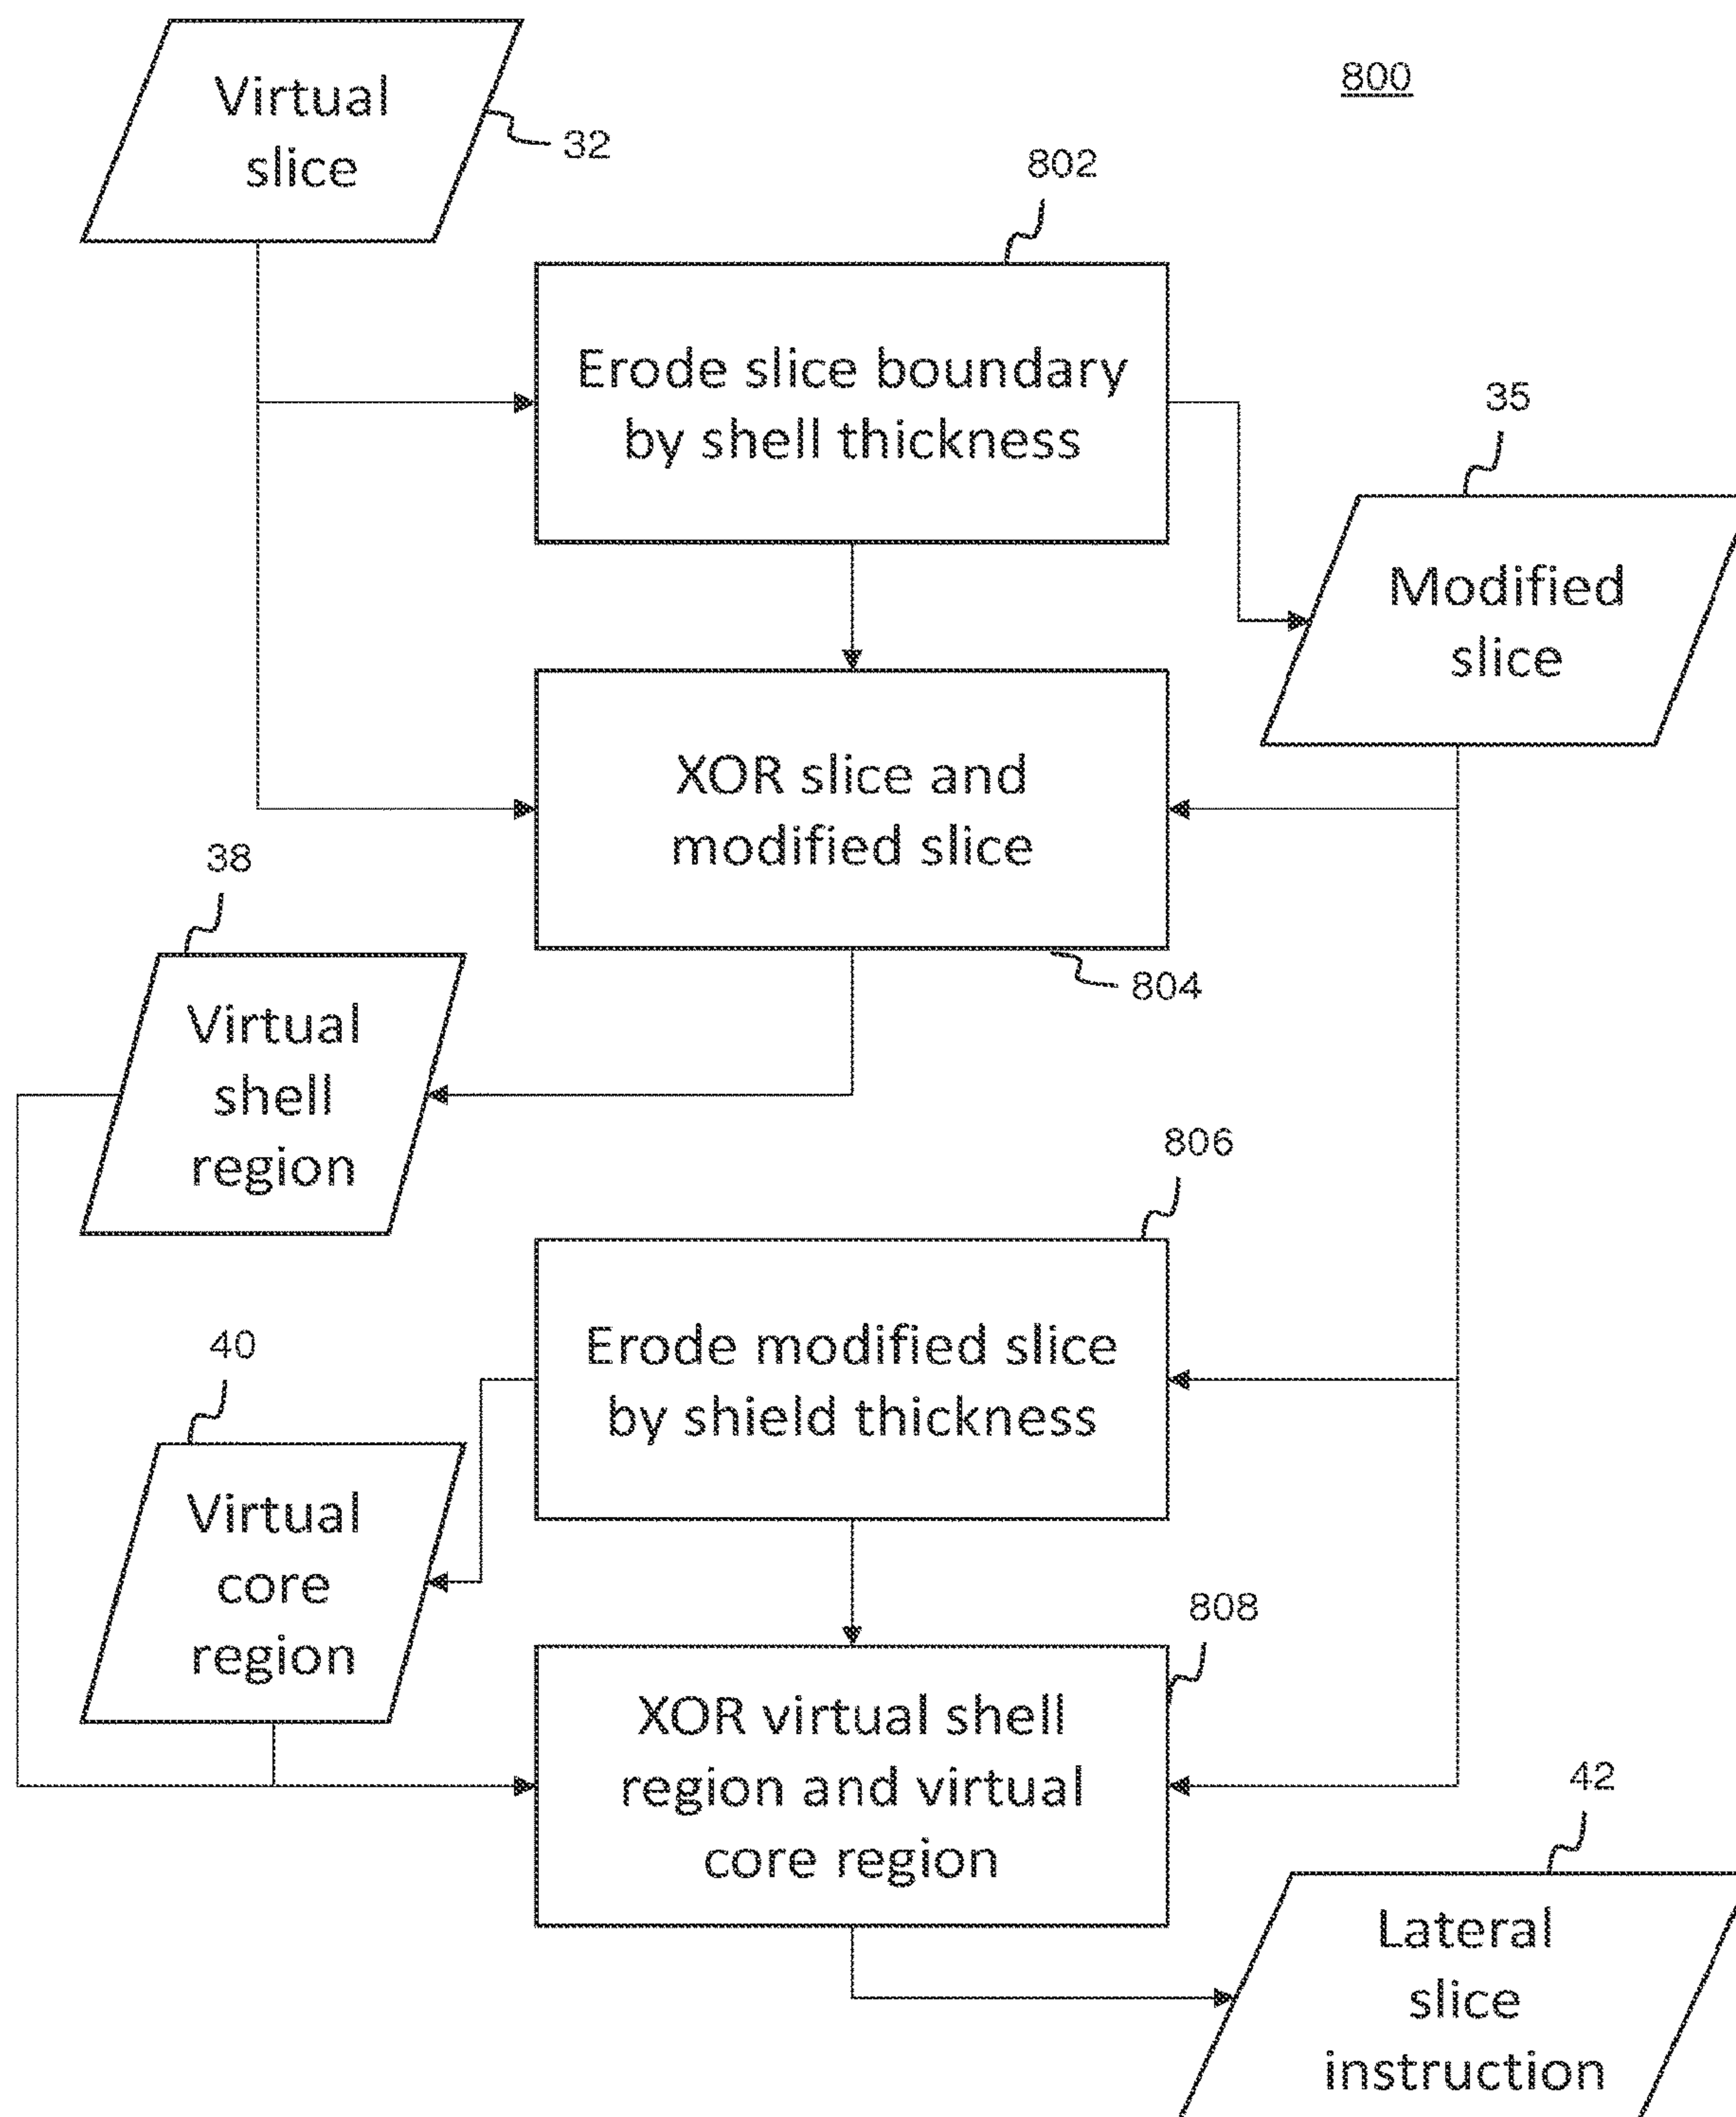 800
Virtual
slice
32
802
Erode slice boundary
by shell thickness
35
Modified
slice
XOR slice and
modified slice
804
38
Virtual
shell
region
806
Erode modified slice
by shield thickness
40
Virtual
core
region
808
XOR virtual shell
region and virtual
core region
42
Lateral
slice
instruction